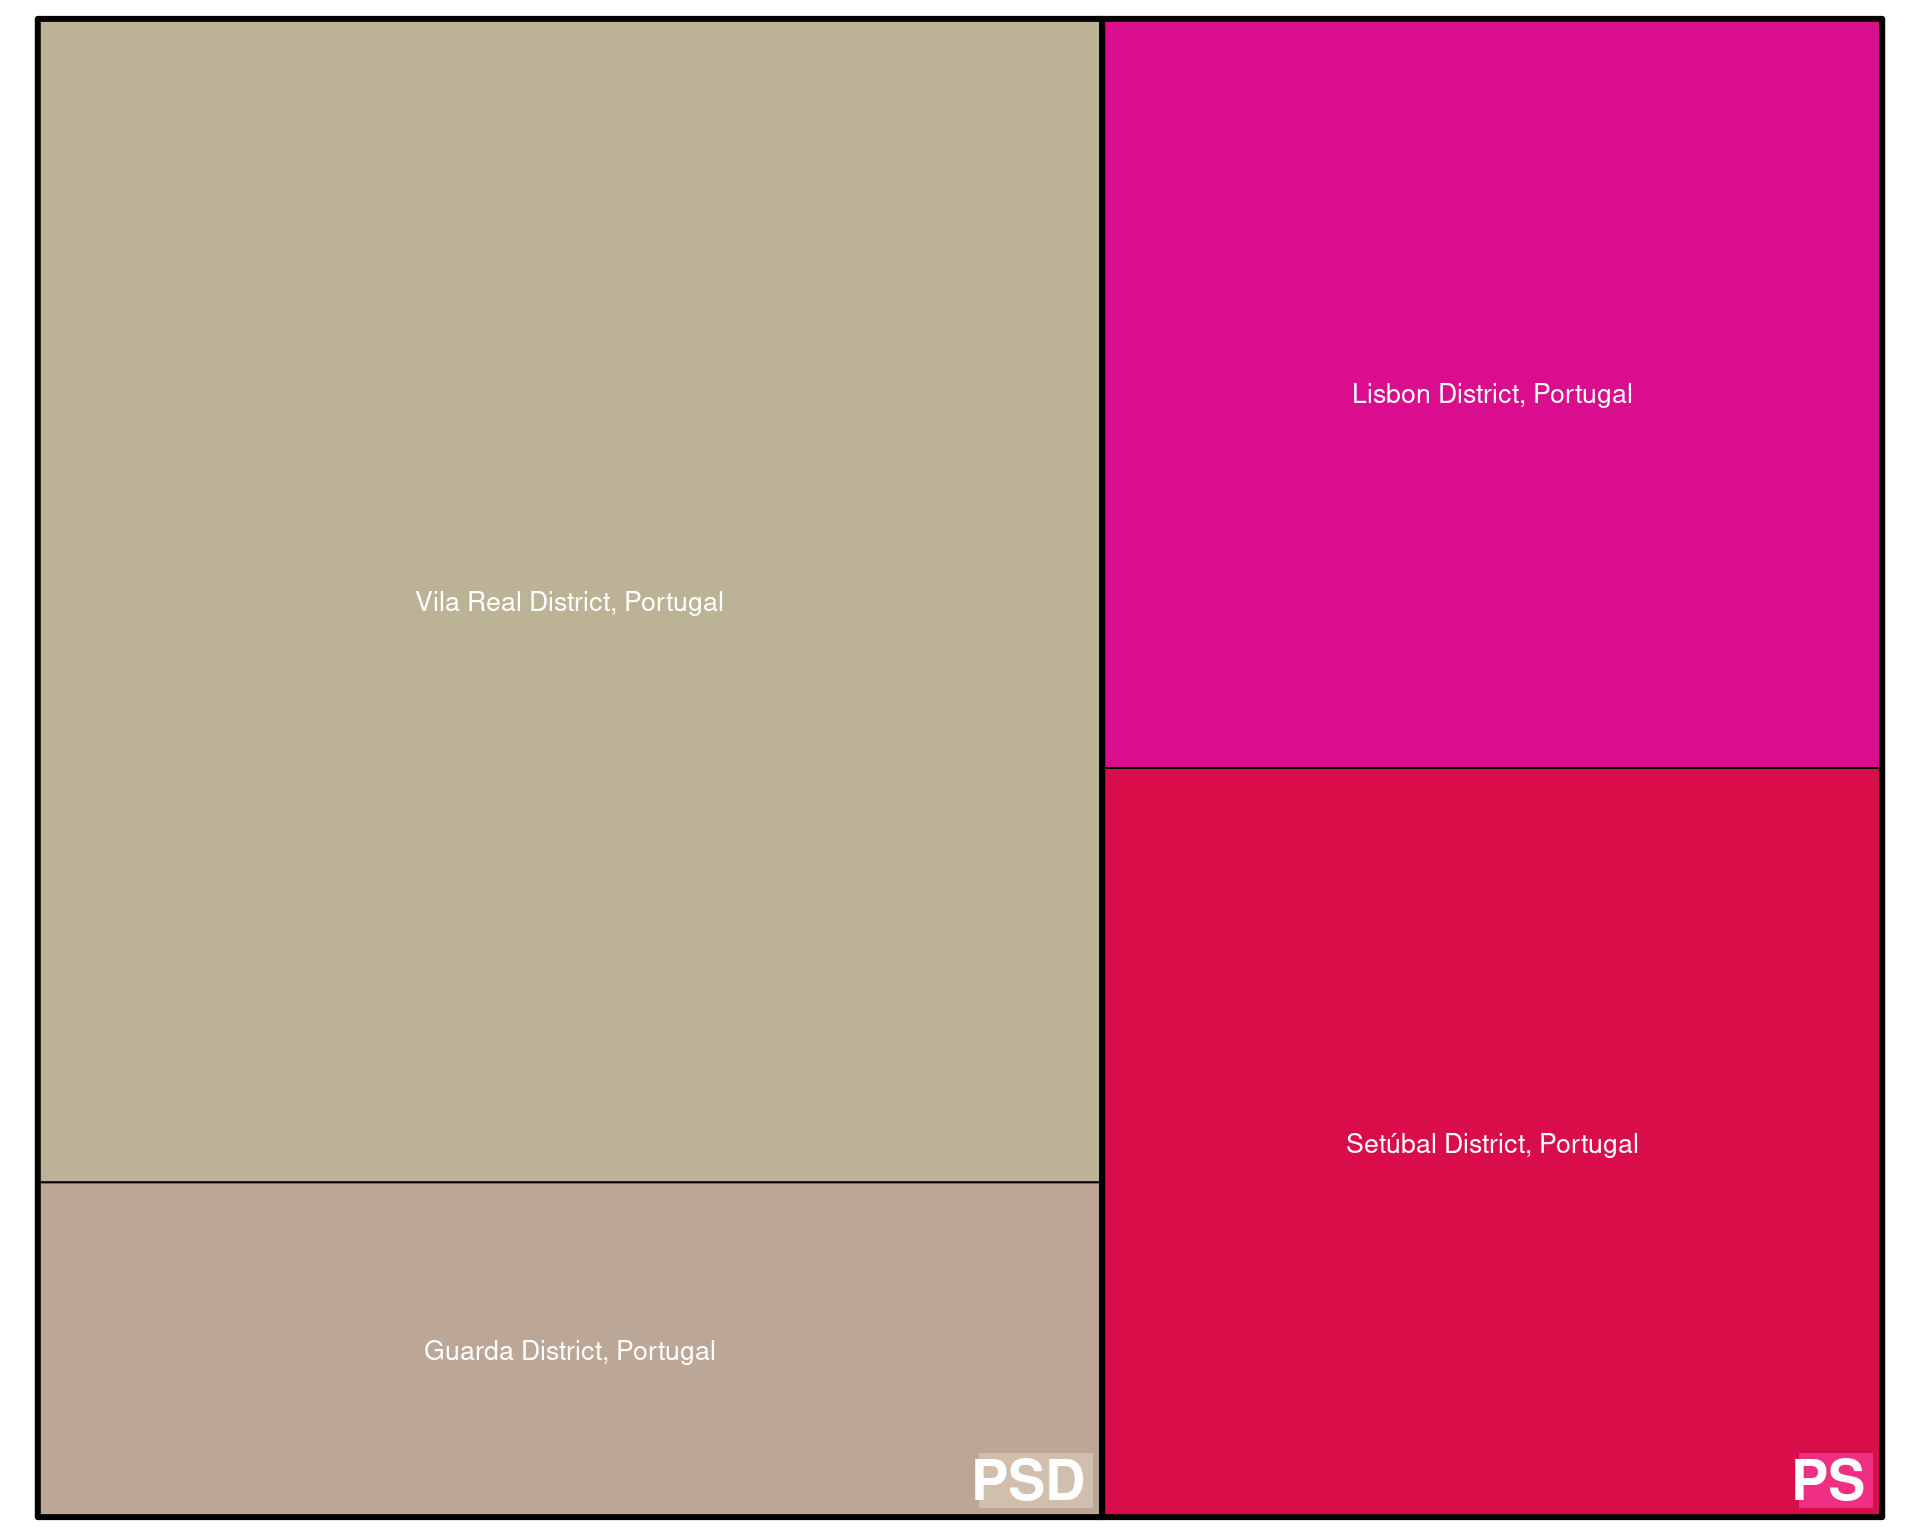 Vila Real District, Portugal
Guarda District, Portugal
PSD
Lisbon District, Portugal
Setúbal District, Portugal
PS